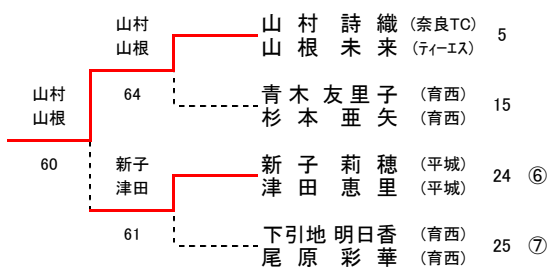 山村 山 村 詩 織 (奈良TC) 5
山根 山 根 未 来 (ティーエス)
山村 64 青 木 友 里 子 (育西) 15
山根 杉 本 亜 矢 (育西)
60 新子 新 子 莉 穂 (平城) 24 ⑥
津田 津 田 恵 里 (平城)
61 下引地 明日香 (育西) 25 ⑦
尾 原 彩 華 (育西)